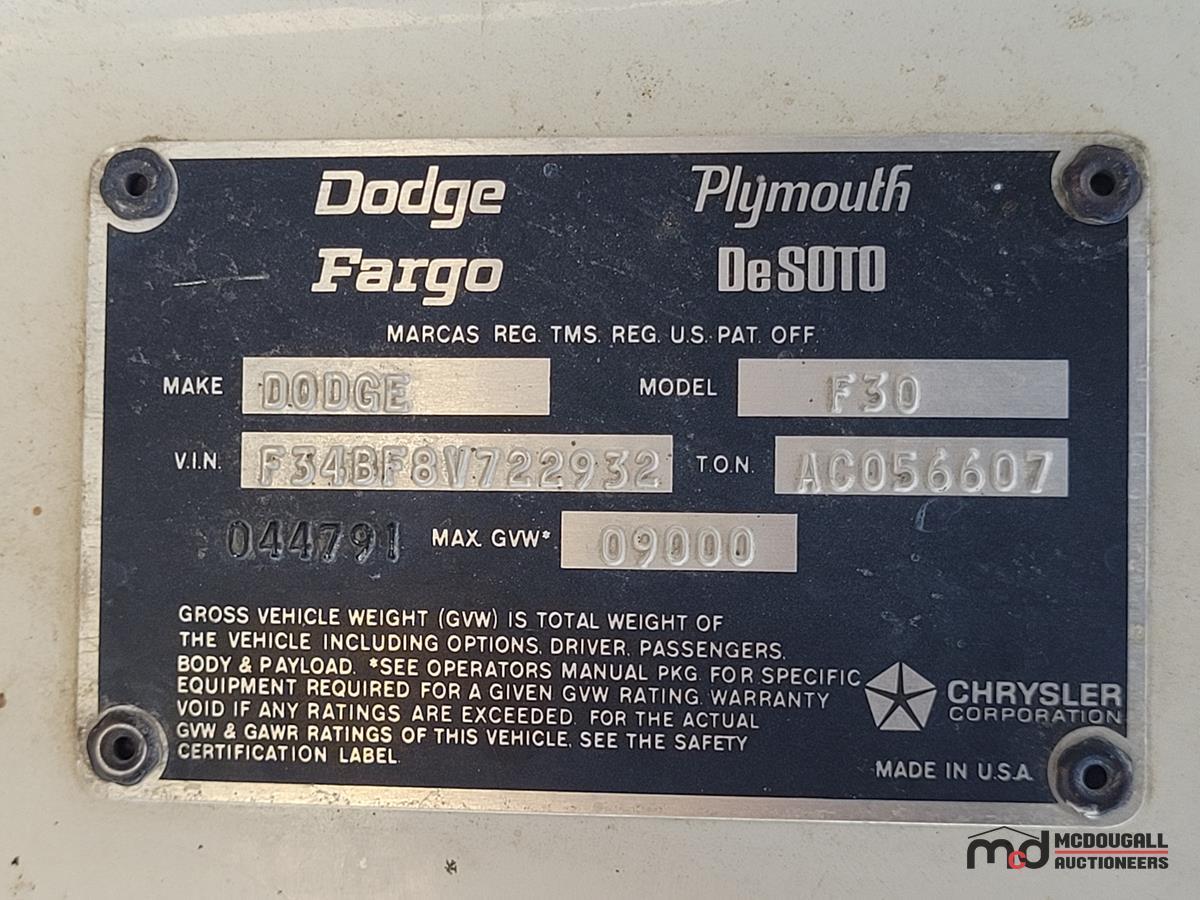 Dodge Plymouth
Fargo DeSOTO
MARCAS REG. TMS. REG. U.S. PAT. OFF.
MAKE DODGE MODEL F30
V.I.N. F34BF8V722932 T.O.N. AC056607
044791 MAX. GVW* 09000
GROSS VEHICLE WEIGHT (GVW) IS TOTAL WEIGHT OF
THE VEHICLE INCLUDING OPTIONS, DRIVER, PASSENGERS,
BODY & PAYLOAD. *SEE OPERATORS MANUAL PKG. FOR SPECIFIC
EQUIPMENT REQUIRED FOR A GIVEN GVW RATING. WARRANTY
VOID IF ANY RATINGS ARE EXCEEDED. FOR THE ACTUAL
GVW & GAWR RATINGS OF THIS VEHICLE, SEE THE SAFETY
CERTIFICATION LABEL.
CHRYSLER
CORPORATION
MADE IN U.S.A.
mcd MCDOUGALL
AUCTIONEERS